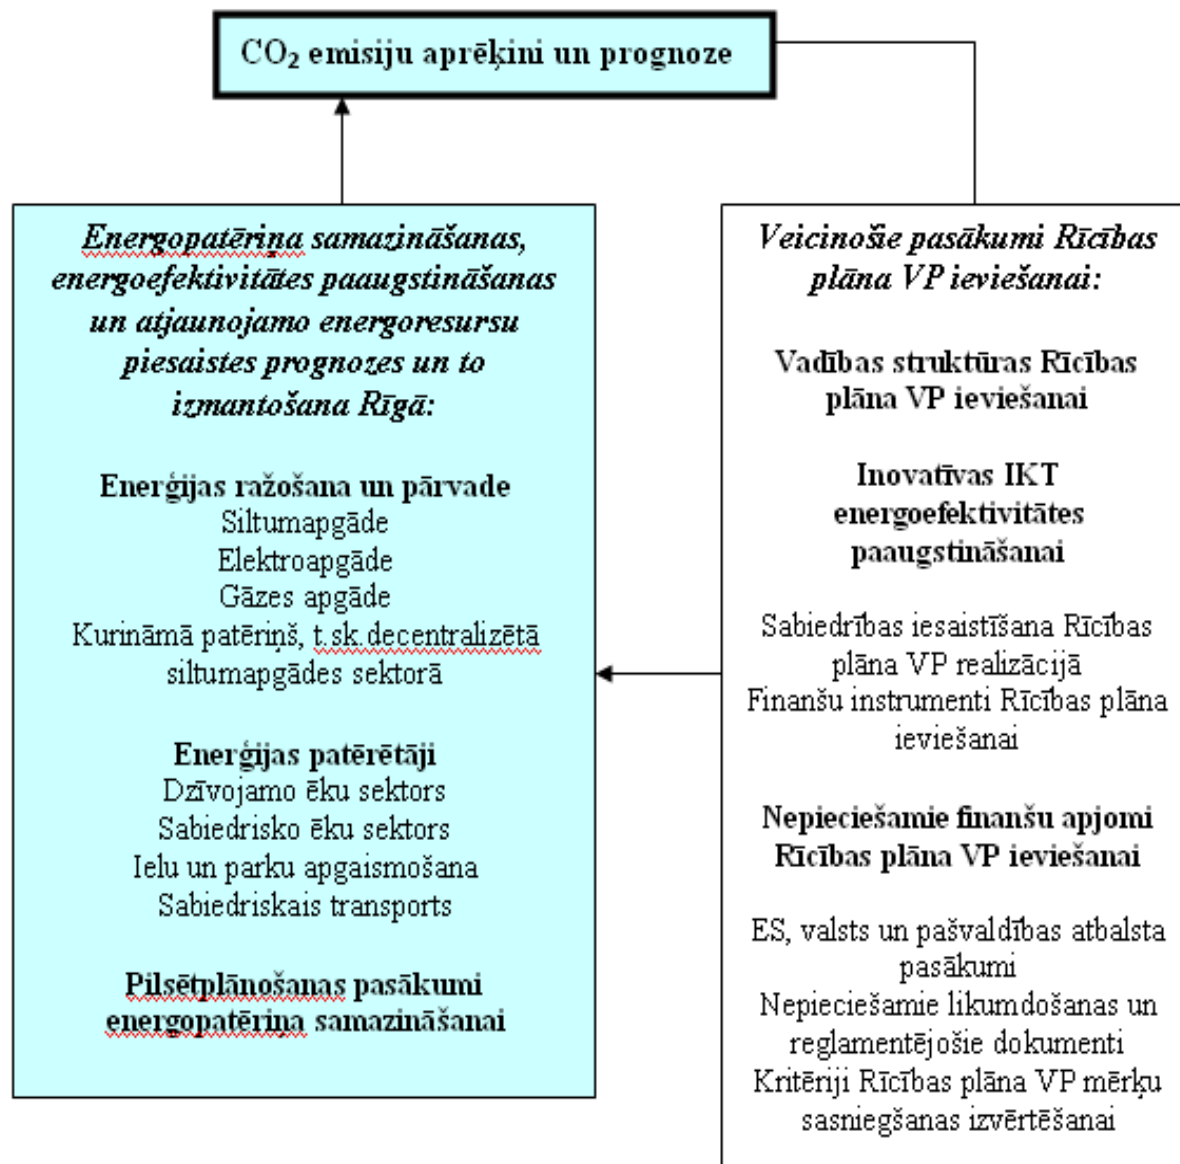 CO₂ emisiju aprēķini un prognoze
Energopatēriņa samazināšanas,
energoefektivitātes paaugstināšanas
un atjaunojamo energoresursu
piesaistes prognozes un to
izmantošana Rīgā:
Enerģijas ražošana un pārvade
Siltumapgāde
Elektroapgāde
Gāzes apgāde
Kurināmā patēriņš, t.sk.decentralizētā
siltumapgādes sektorā
Enerģijas patērētāji
Dzīvojamo ēku sektors
Sabiedrisko ēku sektors
Ielu un parku apgaismošana
Sabiedriskais transports
Pilsētplānošanas pasākumi
energopatēriņa samazināšanai
Veicinošie pasākumi Rīcības
plāna VP ieviešanai:
Vadības struktūras Rīcības
plāna VP ieviešanai
Inovatīvas IKT
energoefektivitātes
paaugstināšanai
Sabiedrības iesaistīšana Rīcības
plāna VP realizācijā
Finanšu instrumenti Rīcības plāna
ieviešanai
Nepieciešamie finanšu apjomi
Rīcības plāna VP ieviešanai
ES, valsts un pašvaldības atbalsta
pasākumi
Nepieciešamie likumdošanas un
reglamentējošie dokumenti
Kritēriji Rīcības plāna VP mērķu
sasniegšanas izvērtēšanai